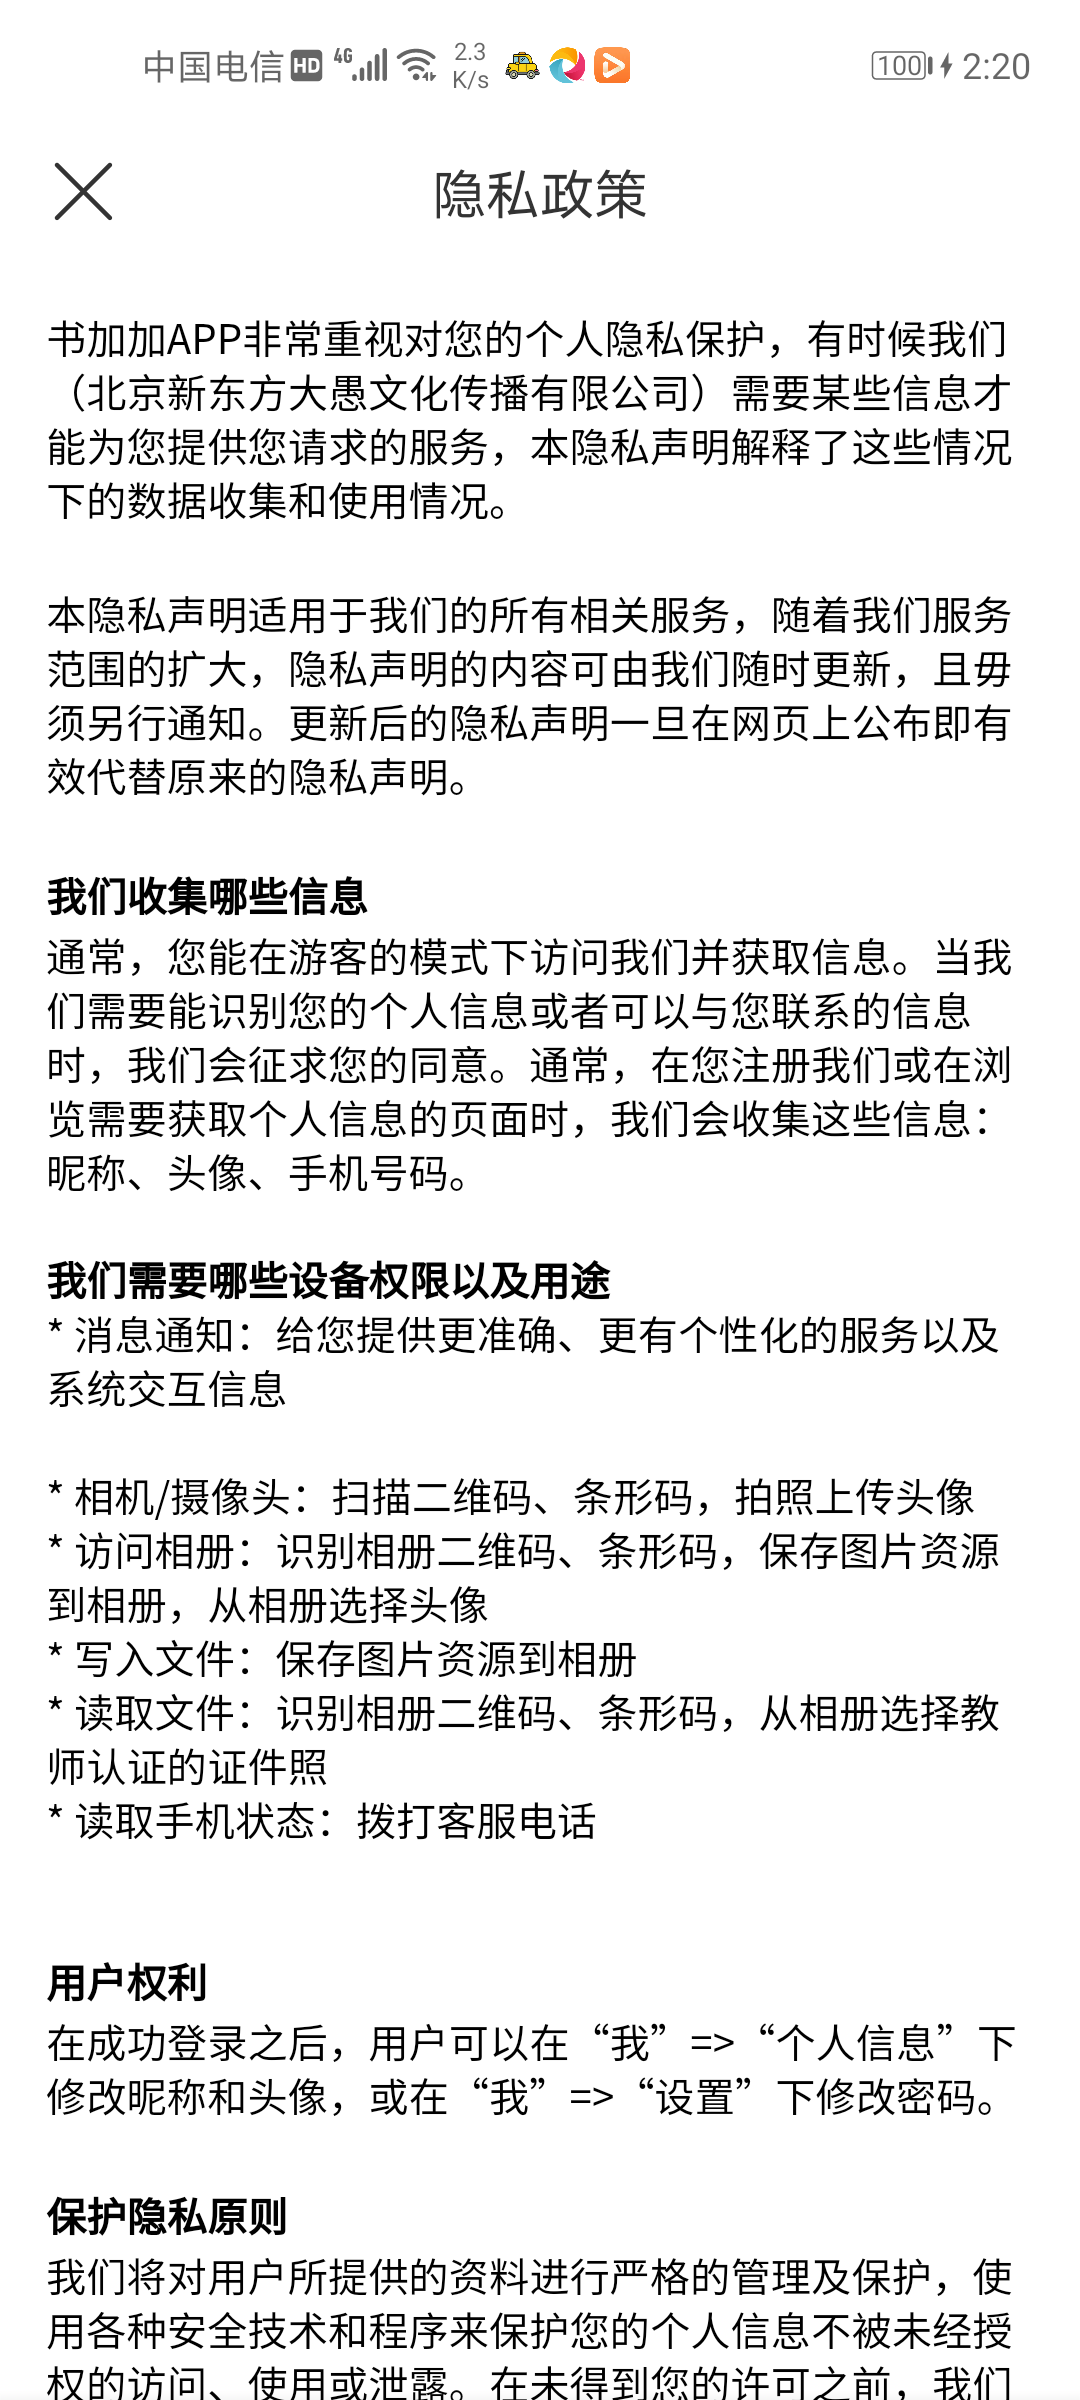 中国电信 HD 4G 2.3 K/s 100 2:20
隐私政策
书加加APP非常重视对您的个人隐私保护，有时候我们
（北京新东方大愚文化传播有限公司）需要某些信息才
能为您提供您请求的服务，本隐私声明解释了这些情况
下的数据收集和使用情况。
本隐私声明适用于我们的所有相关服务，随着我们服务
范围的扩大，隐私声明的内容可由我们随时更新，且毋
须另行通知。更新后的隐私声明一旦在网页上公布即有
效代替原来的隐私声明。
我们收集哪些信息
通常，您能在游客的模式下访问我们并获取信息。当我
们需要能识别您的个人信息或者可以与您联系的信息
时，我们会征求您的同意。通常，在您注册我们或在浏
览需要获取个人信息的页面时，我们会收集这些信息：
昵称、头像、手机号码。
我们需要哪些设备权限以及用途
* 消息通知：给您提供更准确、更有个性化的服务以及
系统交互信息
* 相机/摄像头：扫描二维码、条形码，拍照上传头像
* 访问相册：识别相册二维码、条形码，保存图片资源
到相册，从相册选择头像
* 写入文件：保存图片资源到相册
* 读取文件：识别相册二维码、条形码，从相册选择教
师认证的证件照
* 读取手机状态：拨打客服电话
用户权利
在成功登录之后，用户可以在“我”=>“个人信息”下
修改昵称和头像，或在“我”=>“设置”下修改密码。
保护隐私原则
我们将对用户所提供的资料进行严格的管理及保护，使
用各种安全技术和程序来保护您的个人信息不被未经授
权的访问、使用或泄露。在未得到您的许可之前，我们